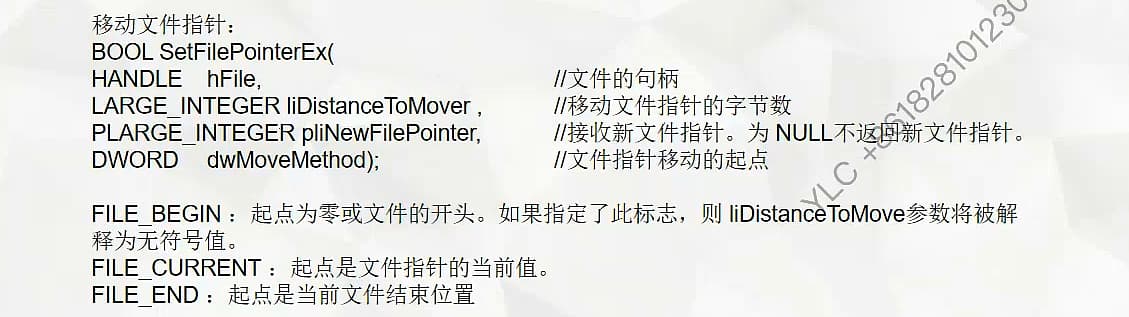 移动文件指针：
BOOL SetFilePointerEx(
HANDLE hFile, //文件的句柄
LARGE_INTEGER liDistanceToMover , //移动文件指针的字节数
PLARGE_INTEGER pliNewFilePointer, //接收新文件指针。为 NULL不返回新文件指针。
DWORD dwMoveMethod); //文件指针移动的起点
FILE_BEGIN ：起点为零或文件的开头。如果指定了此标志，则 liDistanceToMove参数将被解
释为无符号值。
FILE_CURRENT ：起点是文件指针的当前值。
FILE_END ：起点是当前文件结束位置
YLC +861828101230